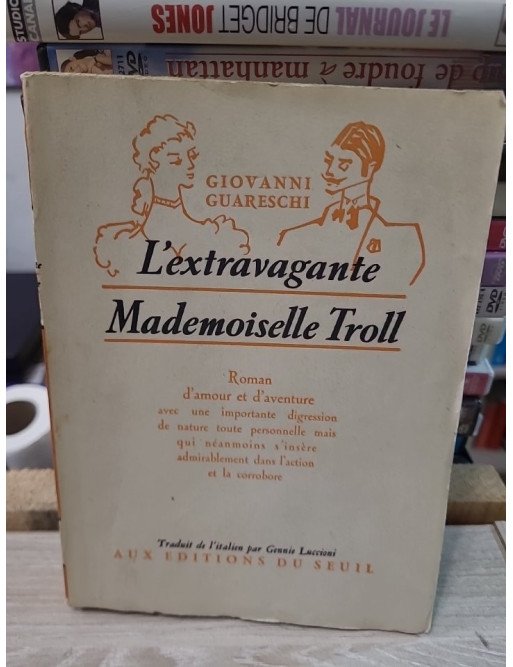 LE JOURNAL DE BRIDGET JONES
de foudre à manhattan
GIOVANNI
GUARESCHI
L'extravagante
Mademoiselle Troll
Roman
d'amour et d'aventure
avec une importante digression
de nature toute personnelle mais
qui néanmoins s'insère
admirablement dans l'action
et la corrobore
Traduit de l'italien par Gennie Luccioni
AUX EDITIONS DU SEUIL